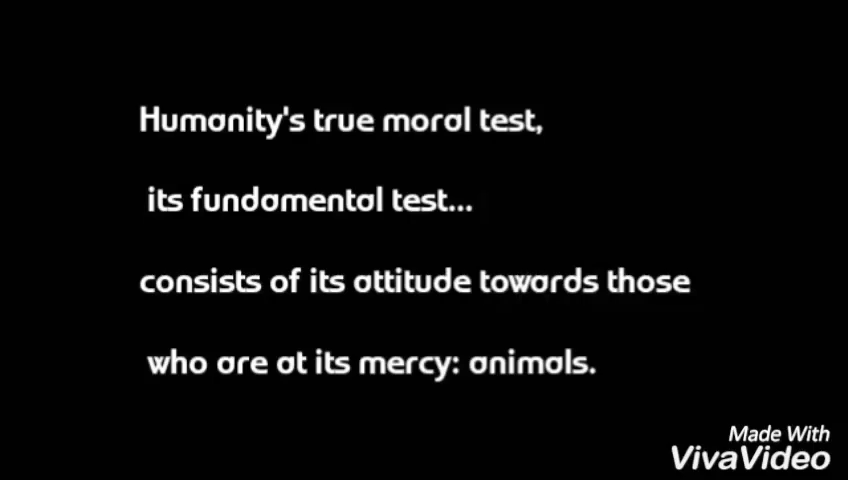 Humanity's true moral test,
its fundamental test...
consists of its attitude towards those
who are at its mercy: animals.
Made With
VivaVideo